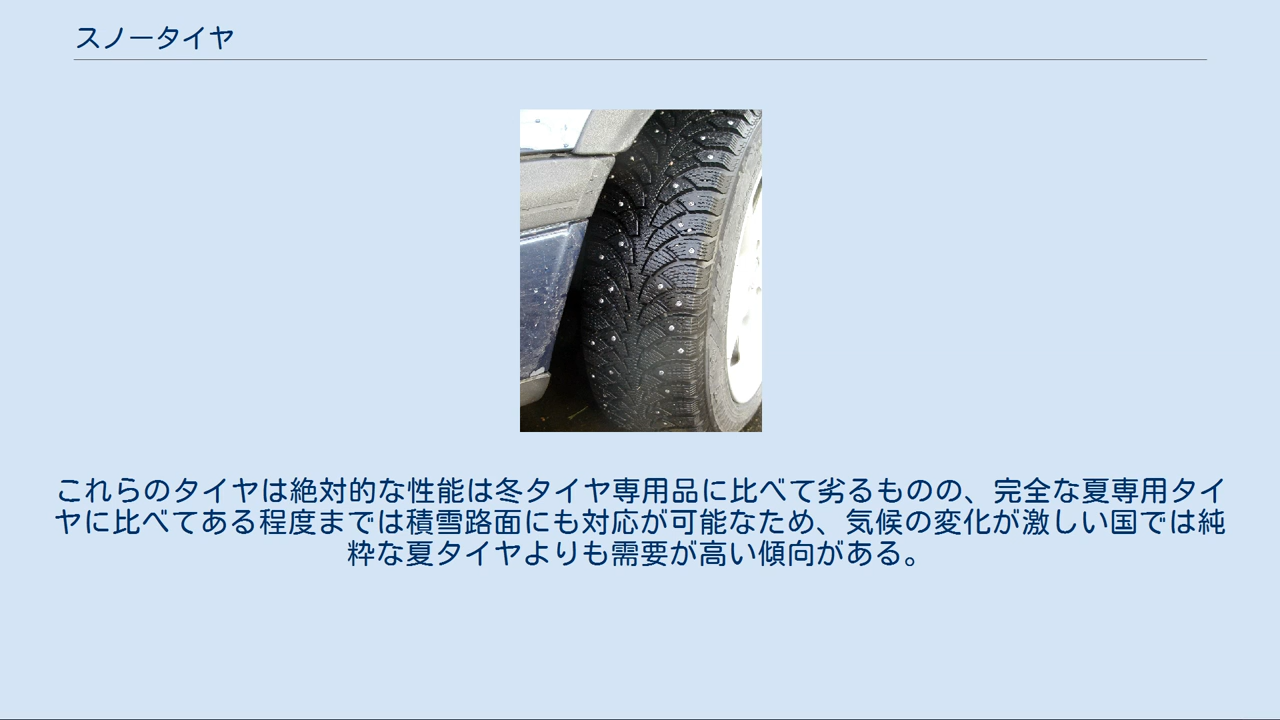 スノータイヤ
これらのタイヤは絶対的な性能は冬タイヤ専用品に比べて劣るものの、完全な夏専用タイ
ヤに比べてある程度までは積雪路面にも対応が可能なため、気候の変化が激しい国では純
粋な夏タイヤよりも需要が高い傾向がある。